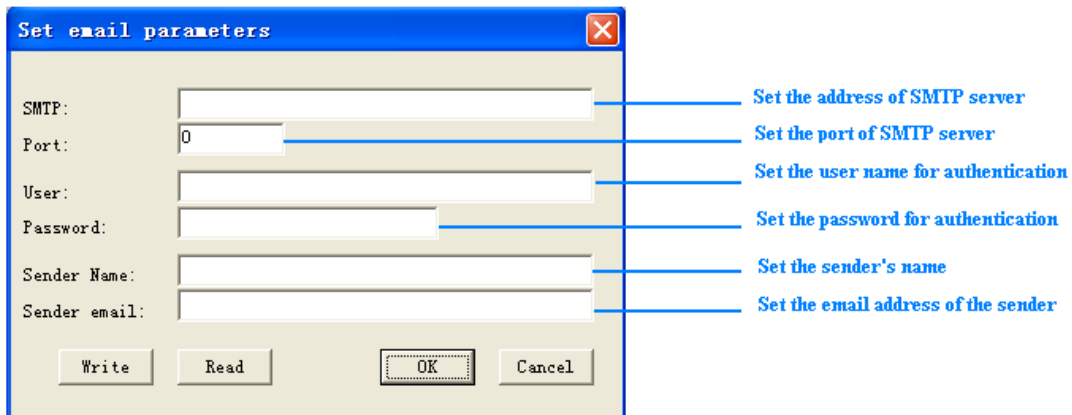 Set email parameters
SMTP:
Set the address of SMTP server
Port:
0
Set the port of SMTP server
User:
Set the user name for authentication
Password:
Set the password for authentication
Sender Name:
Set the sender's name
Sender email:
Set the email address of the sender
Write Read OK Cancel